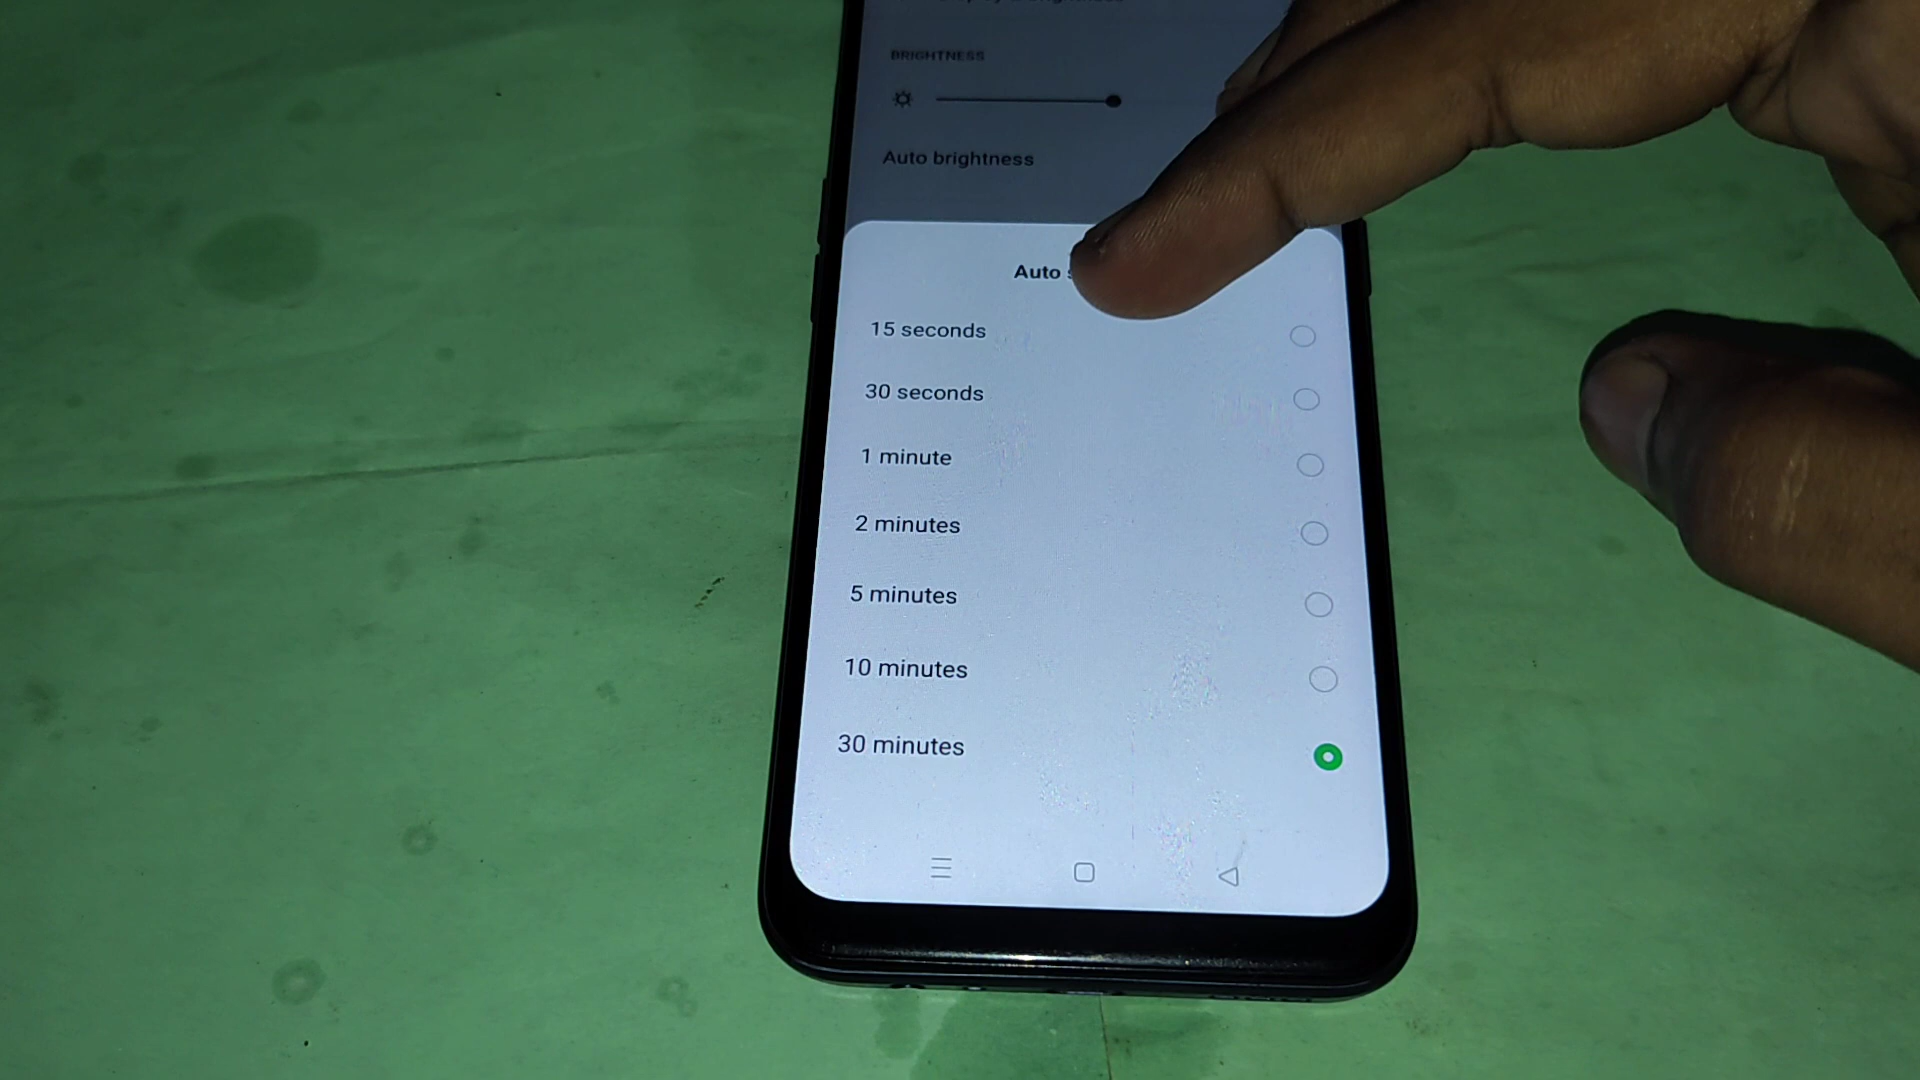 BRIGHTNESS
Auto brightness
Auto
15 seconds
30 seconds
1 minute
2 minutes
5 minutes
10 minutes
30 minutes